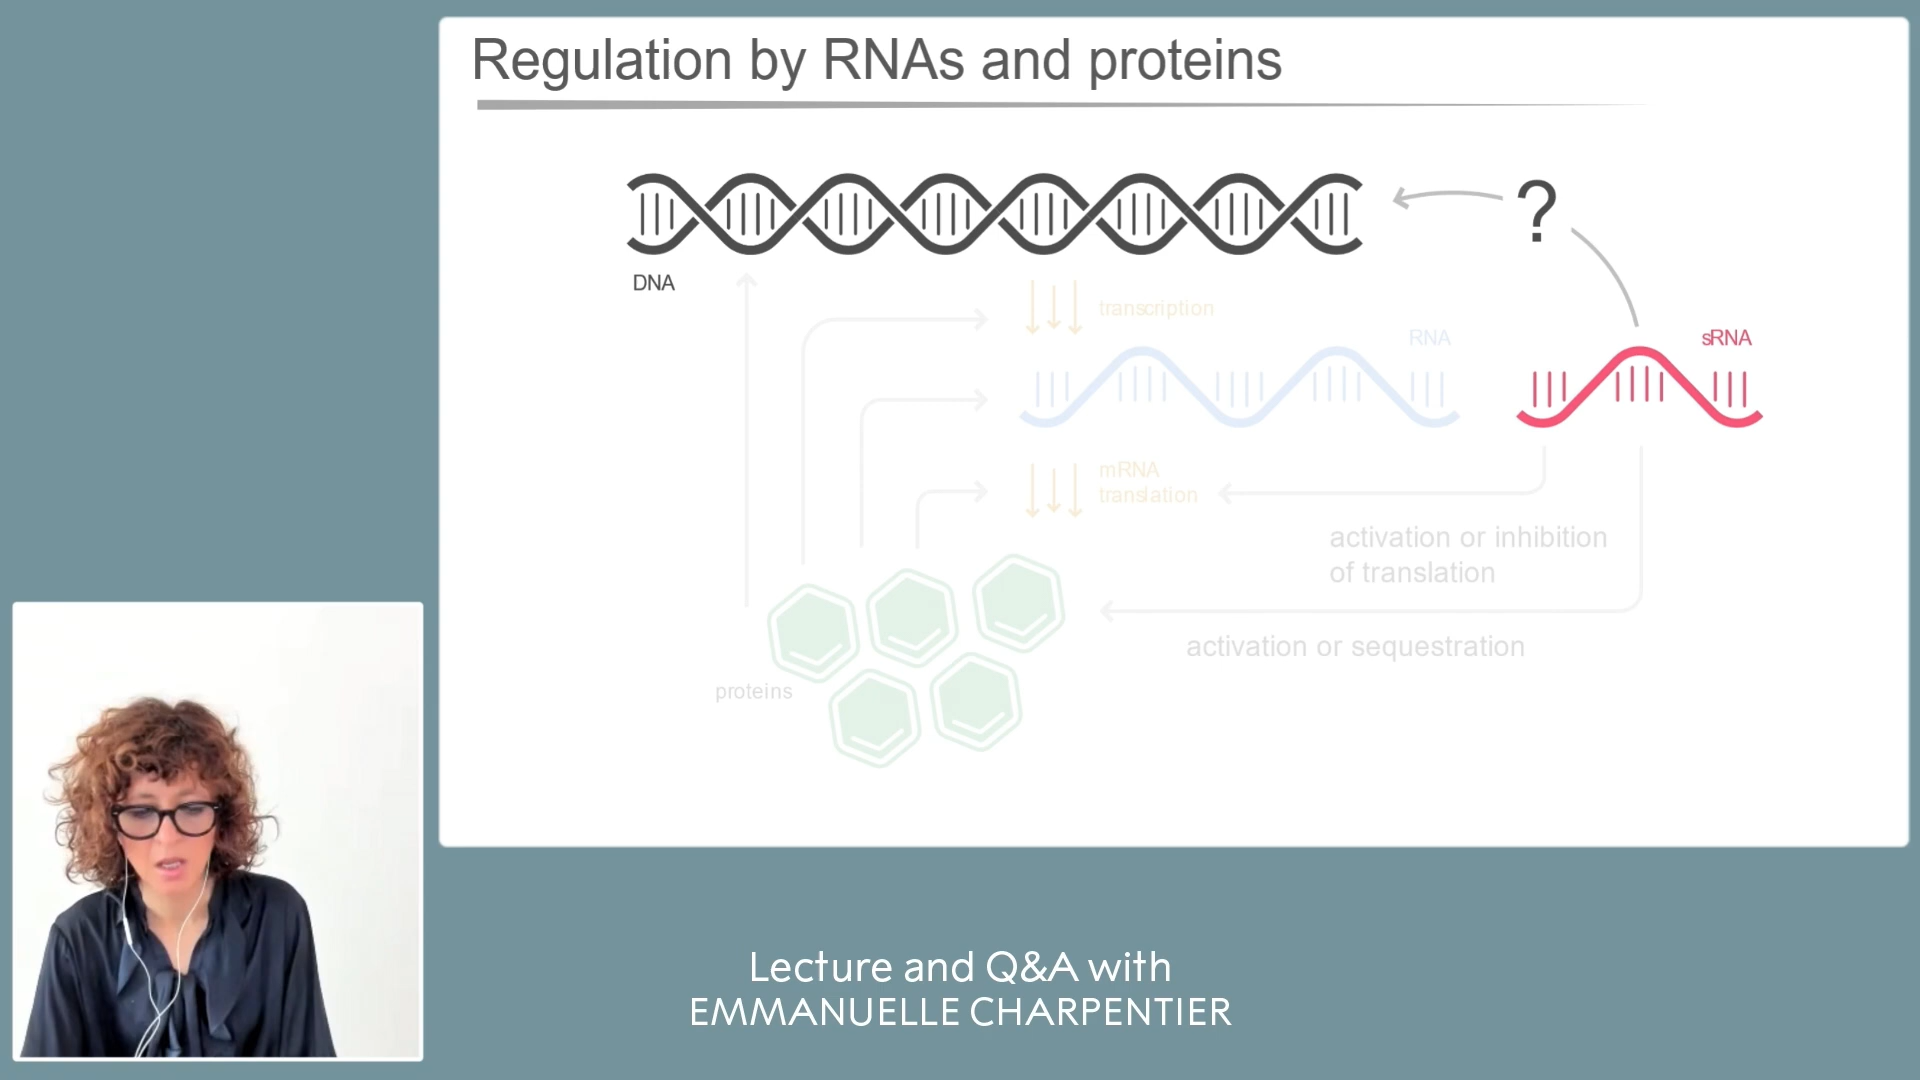 Regulation by RNAs and proteins
?
DNA
transcription
RNA
sRNA
mRNA
translation
activation or inhibition
of translation
activation or sequestration
proteins
Lecture and Q&A with
EMMANUELLE CHARPENTIER